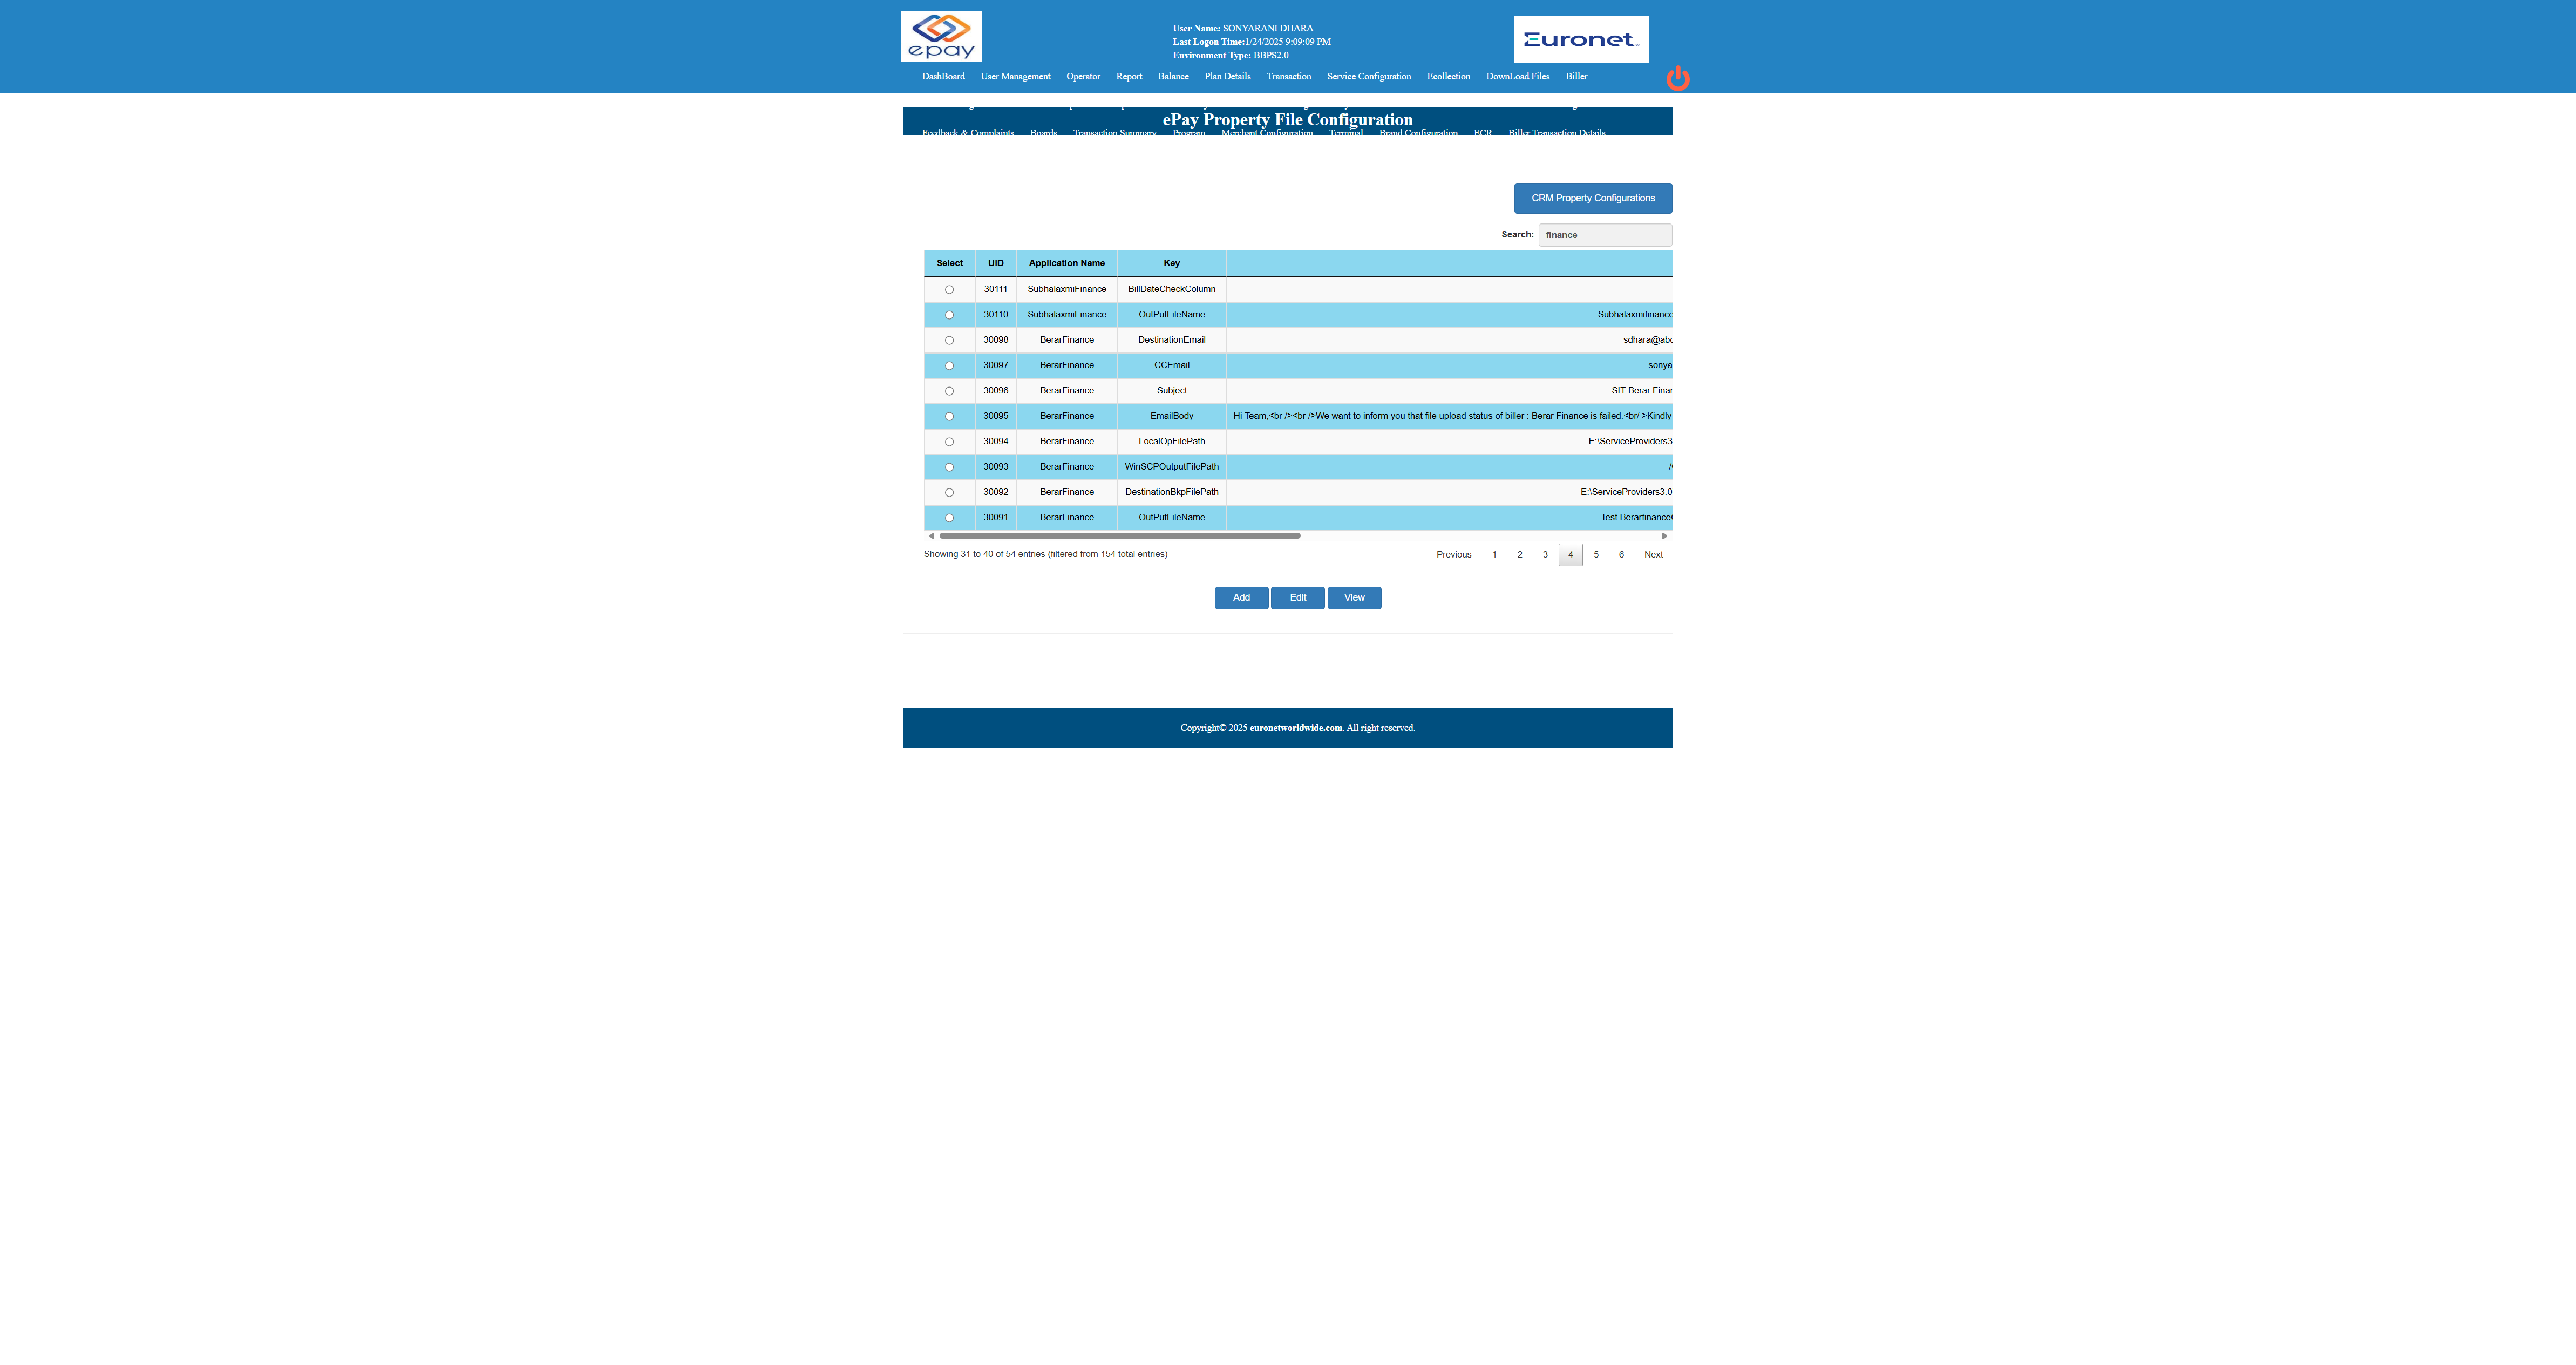 epay
User Name: SONYARANI DHARA
Last Logon Time:1/24/2025 9:09:09 PM
Environment Type: BBPS2.0
Euronet
DashBoard User Management Operator Report Balance Plan Details Transaction Service Configuration Ecollection DownLoad Files Biller
ePay Property File Configuration
Feedback & Complaints Boards Transaction Summary Program Merchant Configuration Terminal Brand Configuration ECR Biller Transaction Details
CRM Property Configurations
Search: finance
Select UID Application Name Key
30111 SubhalaxmiFinance BillDateCheckColumn
30110 SubhalaxmiFinance OutPutFileName Subhalaxmifinance
30098 BerarFinance DestinationEmail sdhara@abc
30097 BerarFinance CCEmail sonya
30096 BerarFinance Subject SIT-Berar Finan
30095 BerarFinance EmailBody Hi Team,<br /><br />We want to inform you that file upload status of biller : Berar Finance is failed.<br/ >Kindly
30094 BerarFinance LocalOpFilePath E:\ServiceProviders3
30093 BerarFinance WinSCPOutputFilePath /
30092 BerarFinance DestinationBkpFilePath E:\ServiceProviders3.0
30091 BerarFinance OutPutFileName Test Berarfinance
Showing 31 to 40 of 54 entries (filtered from 154 total entries)
Previous 1 2 3 4 5 6 Next
Add Edit View
Copyright© 2025 euronetworldwide.com. All right reserved.